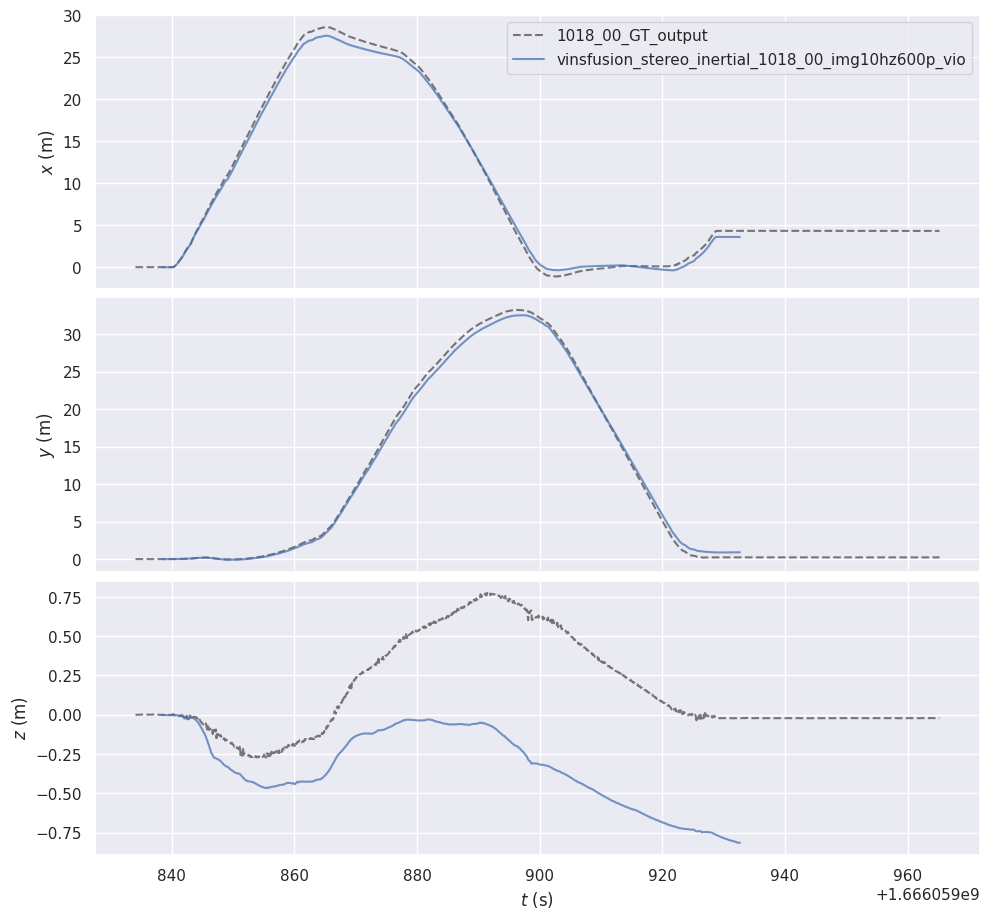 30
25
20
15
10
5
0
x (m)
1018_00_GT_output
vinsfusion_stereo_inertial_1018_00_img10hz600p_vio
30
25
20
15
10
5
0
y (m)
0.75
0.50
0.25
0.00
−0.25
−0.50
−0.75
z (m)
840 860 880 900 920 940 960
t (s)
+1.666059e9